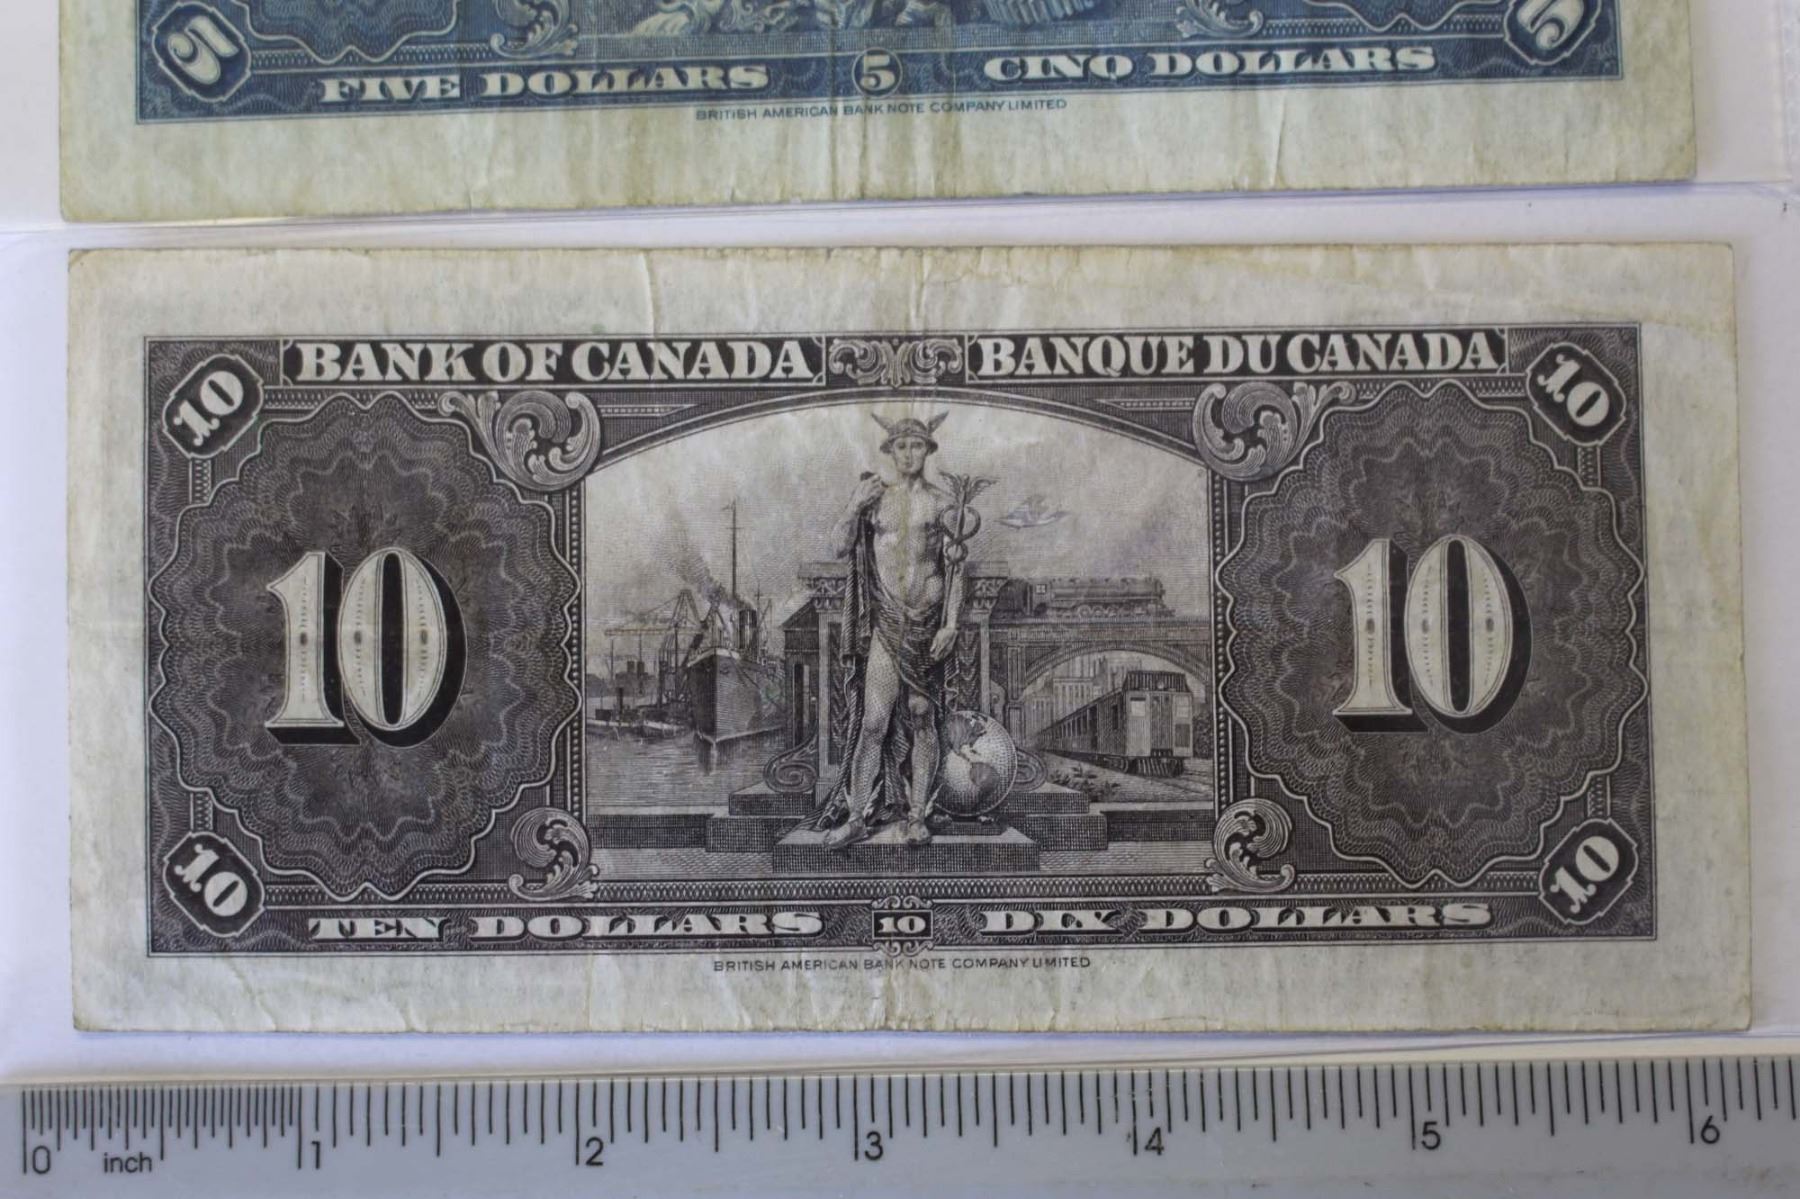 5 5
FIVE DOLLARS 5 CINQ DOLLARS
BRITISH AMERICAN BANK NOTE COMPANY LIMITED
10 BANK OF CANADA BANQUE DU CANADA 10
10 10
10 TEN DOLLARS 10 DIX DOLLARS 10
BRITISH AMERICAN BANK NOTE COMPANY LIMITED
0 inch 1 2 3 4 5 6